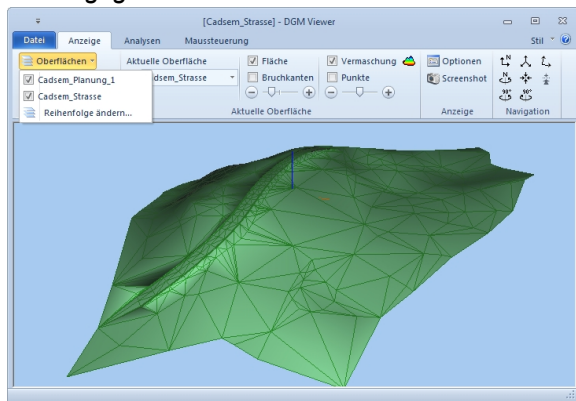 [Cadsem_Strasse] - DGM Viewer
Datei Anzeige Analysen Maussteuerung Stil
Oberflächen Aktuelle Oberfläche Fläche Vermaschung Optionen
Cadsem_Planung_1 dsem_Strasse Bruchkanten Punkte Screenshot
Cadsem_Strasse
Reihenfolge ändern... Aktuelle Oberfläche Anzeige Navigation